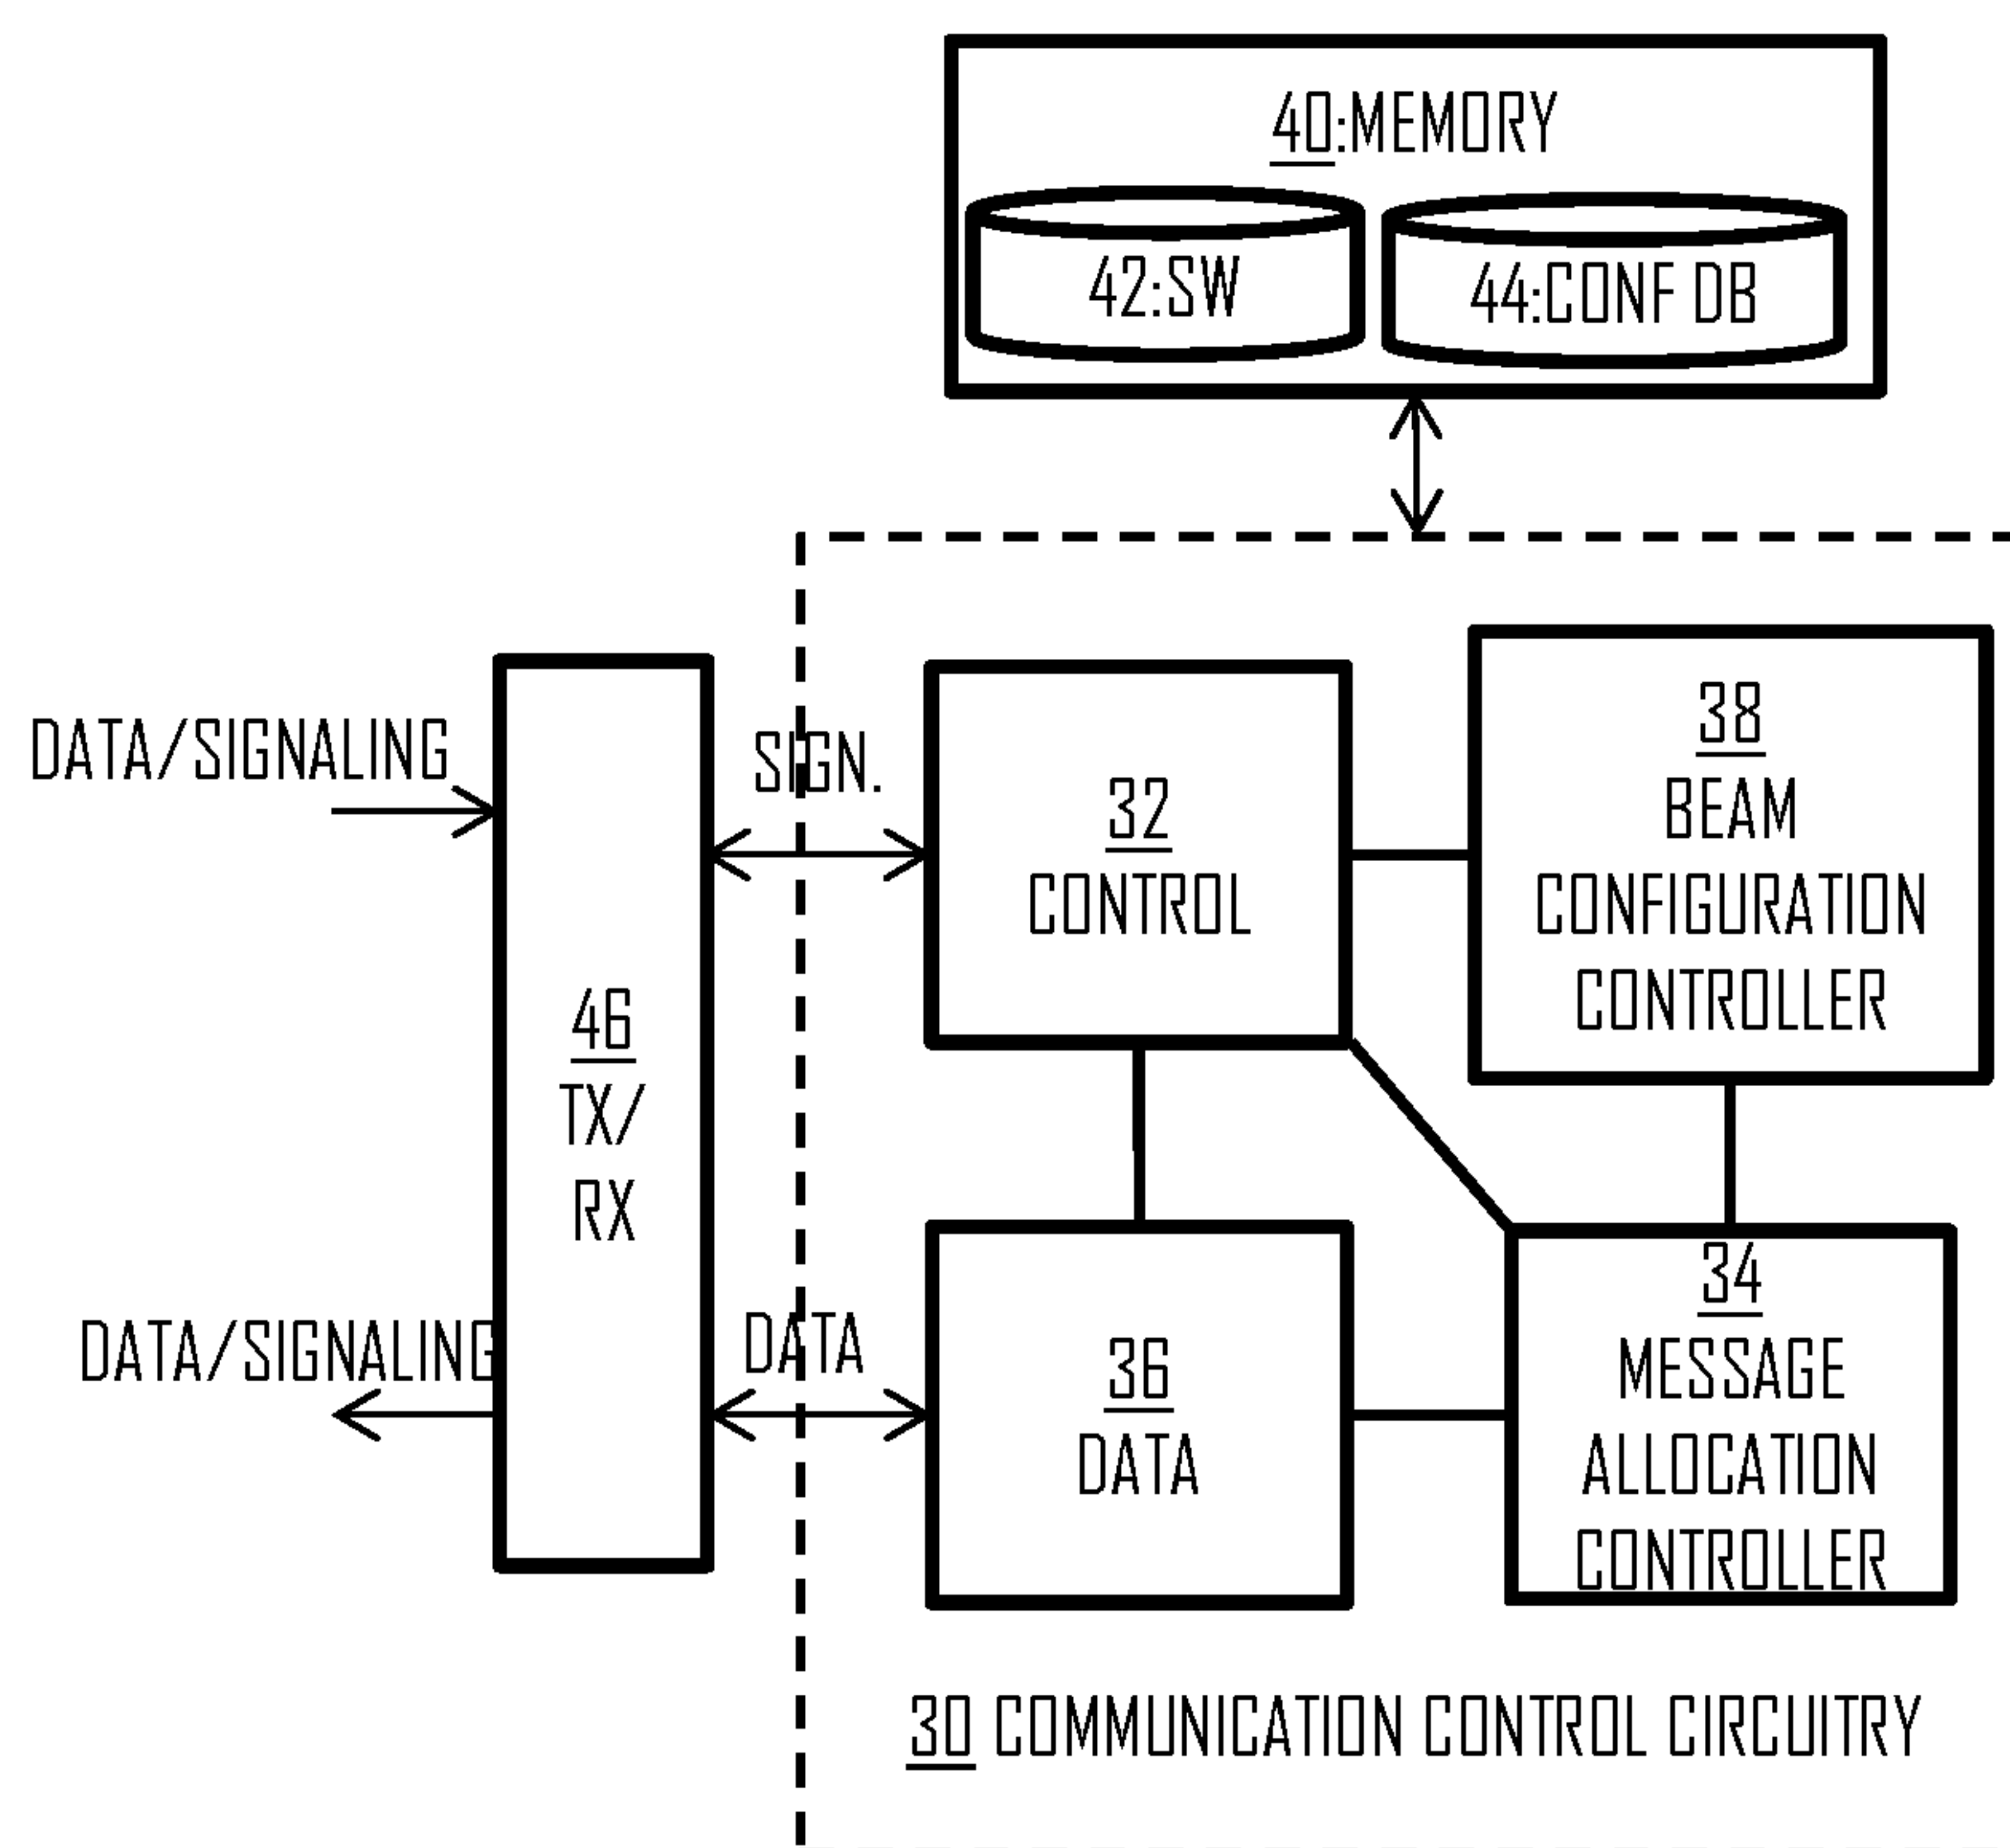 40:MEMORY
42:SW
44:CONF DB
DATA/SIGNALING
SIGN.
32
CONTROL
38
BEAM
CONFIGURATION
CONTROLLER
46
TX/
RX
DATA/SIGNALING
DATA
36
DATA
34
MESSAGE
ALLOCATION
CONTROLLER
30 COMMUNICATION CONTROL CIRCUITRY